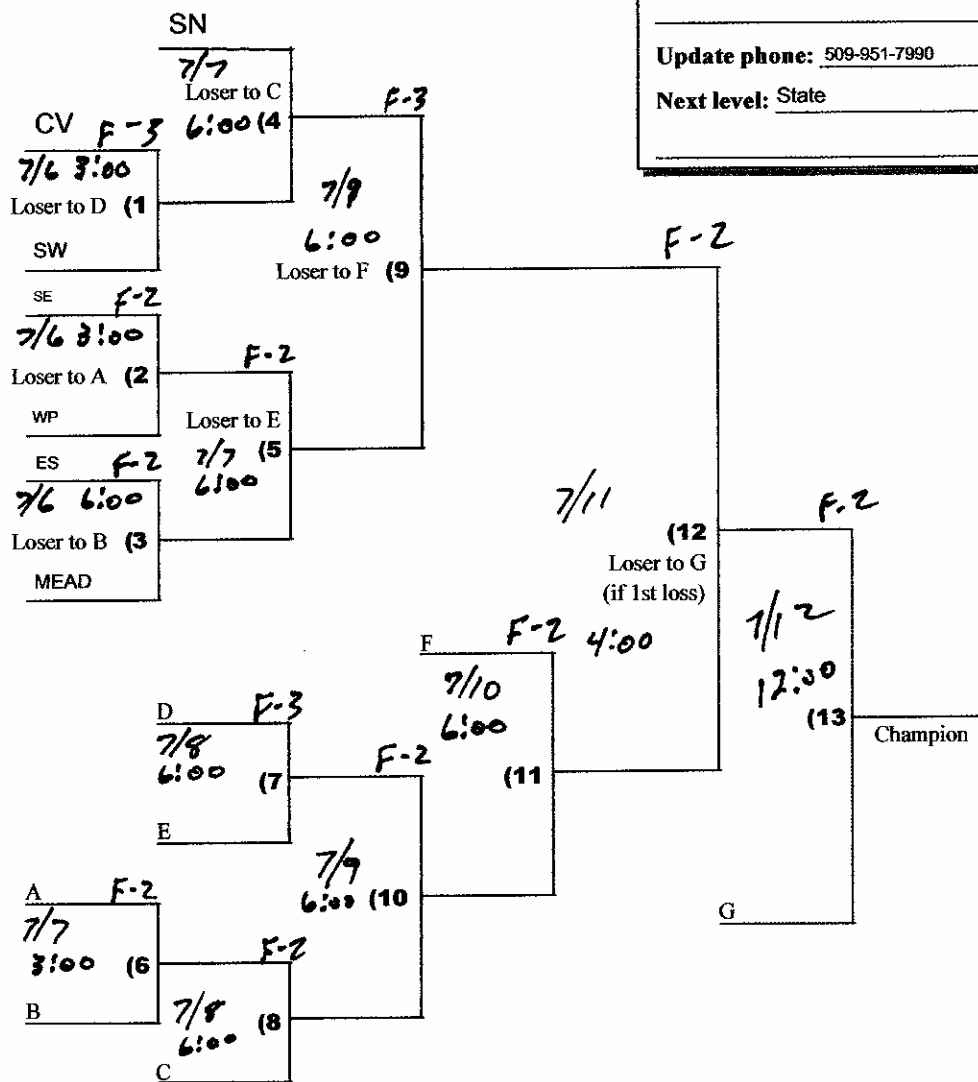 SN
Update phone: 509-951-7990
Next level: State
7/7
Loser to C
6:00 (4
F-3
CV F-3
7/6 3:00
Loser to D (1
SW
7/9
6:00
Loser to F (9
F-2
SE F-2
7/6 3:00
Loser to A (2
WP
F-2
Loser to E
7/7 (5
6:00
ES F-2
7/6 6:00
Loser to B (3
MEAD
7/11
(12
Loser to G
(if 1st loss)
4:00
F-2
7/12
12:00
(13
Champion
F F-2
7/10
6:00
(11
D F-3
7/8
6:00 (7
E
F-2
7/9
6:00 (10
G
A F-2
7/7
3:00 (6
B
F-2
7/8 (8
6:00
C